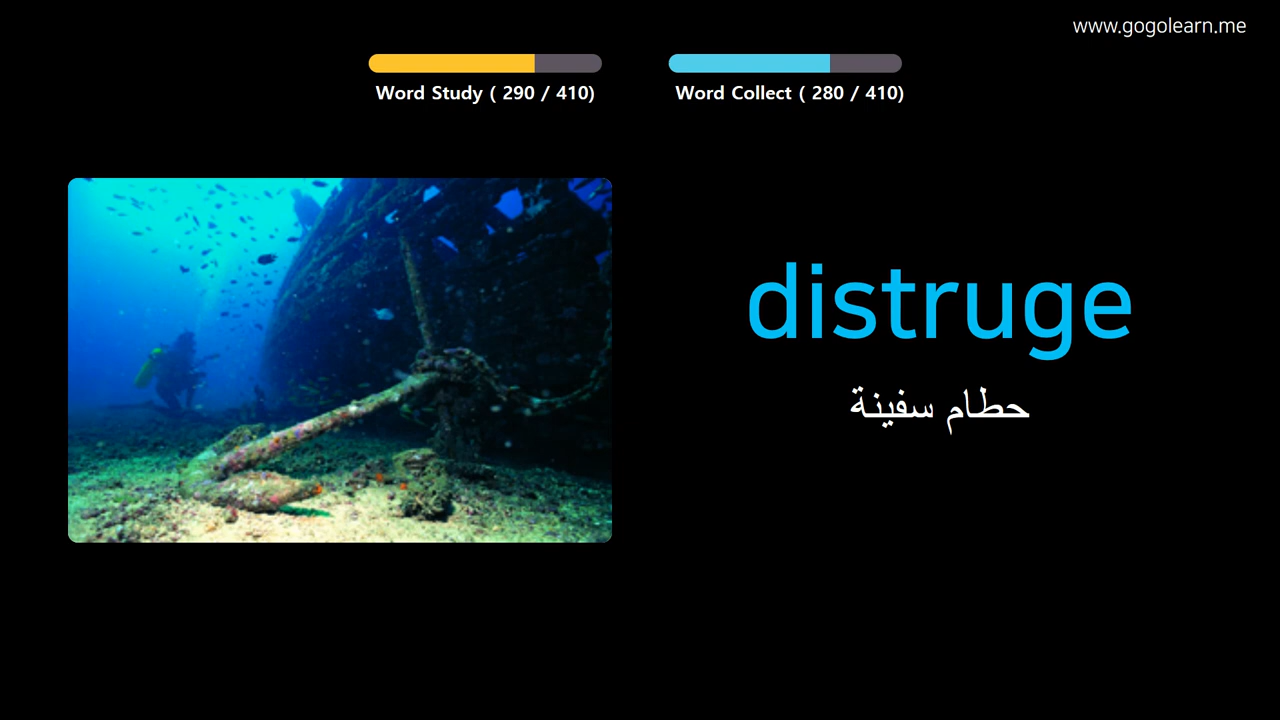 www.gogolearn.me
Word Study ( 290 / 410)
Word Collect ( 280 / 410)
distruge
حطام سفينة